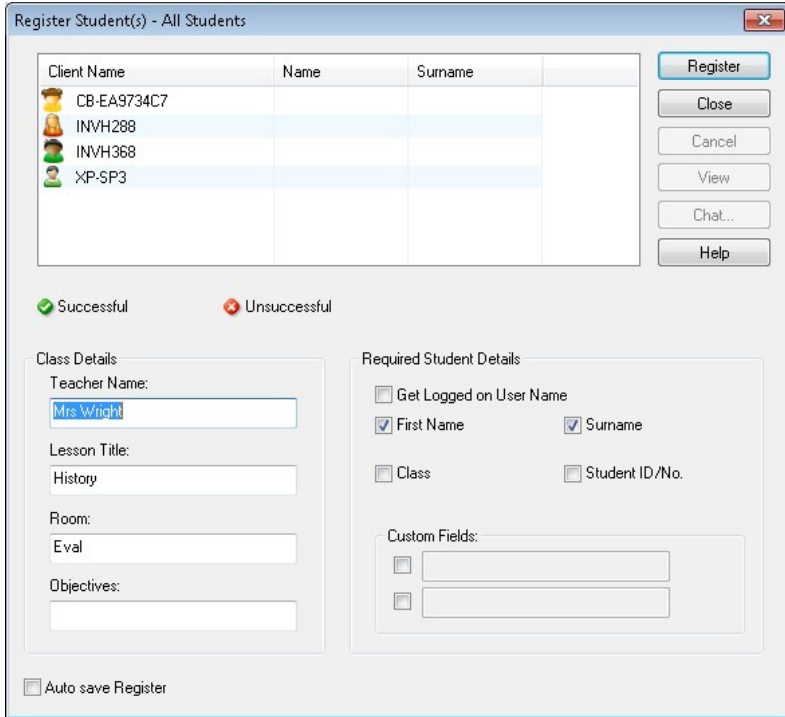 Register Student(s) - All Students
Client Name Name Surname
CB-EA9734C7
INVH288
INVH368
XP-SP3
Register
Close
Cancel
View
Chat...
Help
Successful Unsuccessful
Class Details
Teacher Name:
Mrs Wright
Lesson Title:
History
Room:
Eval
Objectives:
Required Student Details
Get Logged on User Name
First Name Surname
Class Student ID/No.
Custom Fields:
Auto save Register